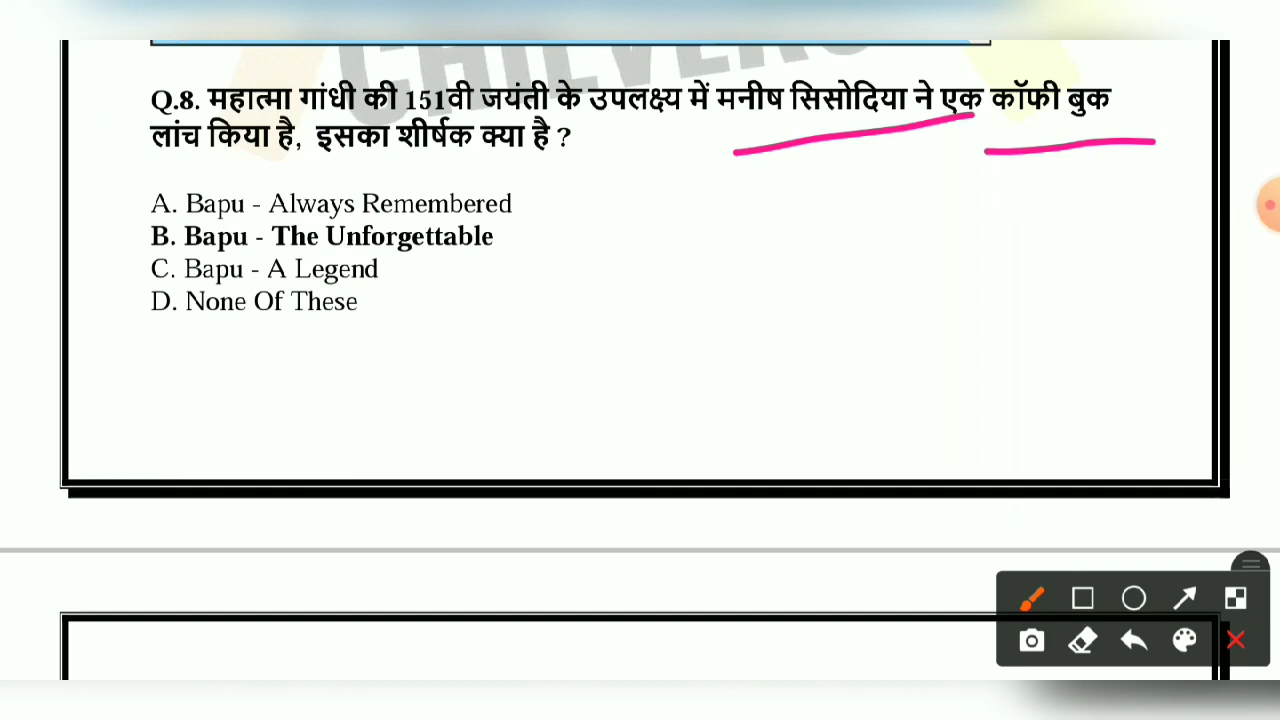 CHIEVERS
Q.8. महात्मा गांधी की 151वी जयंती के उपलक्ष्य में मनीष सिसोदिया ने एक कॉफी बुक
लांच किया है, इसका शीर्षक क्या है ?
A. Bapu - Always Remembered
B. Bapu - The Unforgettable
C. Bapu - A Legend
D. None Of These